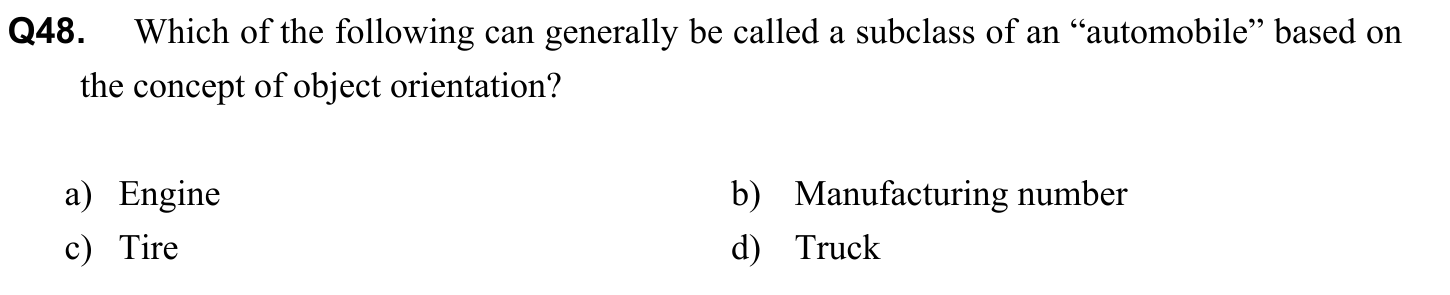 Q48. Which of the following can generally be called a subclass of an “automobile” based on
the concept of object orientation?
a) Engine b) Manufacturing number
c) Tire d) Truck